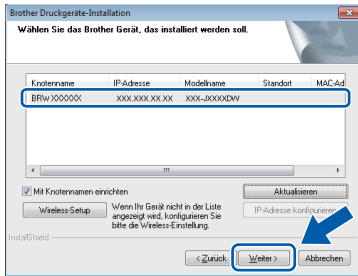 Brother Druckgeräte-Installation
Wählen Sie das Brother Gerät, das installiert werden soll.
Knotenname IP-Adresse Modellname Standort MAC-Ad
BRWXXXXXX XXX.XXX.XX.XX XXX-JXXXXDW
Mit Knotennamen einrichten
Aktualisieren
Wireless-Setup
Wenn Ihr Gerät nicht in der Liste
angezeigt wird, konfigurieren Sie
bitte die Wireless-Einstellung.
IP-Adresse konfigurieren
InstallShield
< Zurück Weiter > Abbrechen